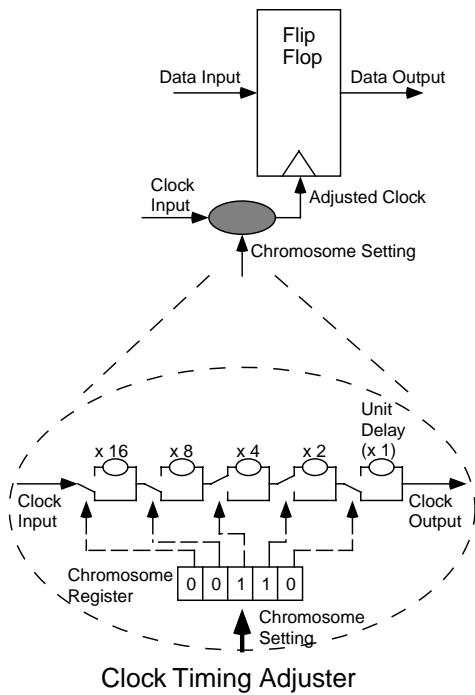 Flip
Flop
Data Input
Data Output
Clock
Input
Adjusted Clock
Chromosome Setting
Unit
Delay
(x 1)
x 16
x 8
x 4
x 2
Clock
Input
Clock
Output
Chromosome
Register
0 0 1 1 0
Chromosome
Setting
Clock Timing Adjuster